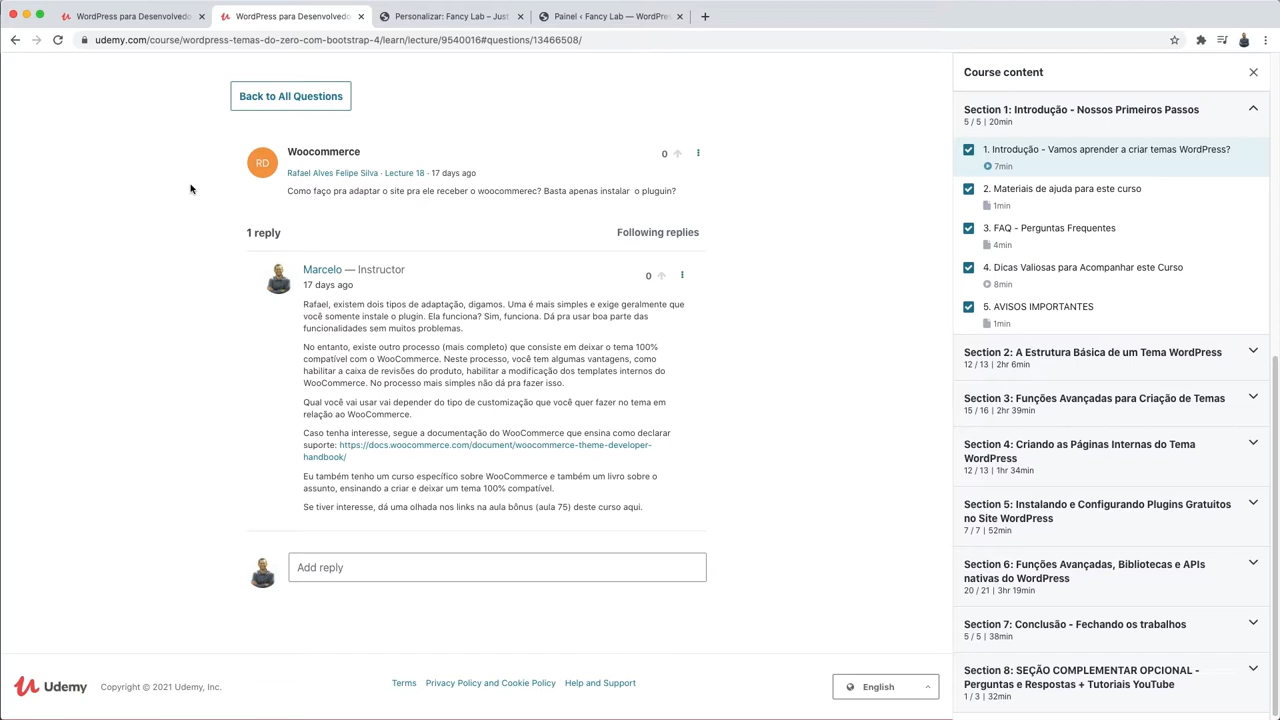 WordPress para Desenvolvedo
WordPress para Desenvolvedo
Personalizar: Fancy Lab – Just
Painel ‹ Fancy Lab — WordPre
udemy.com/course/wordpress-temas-do-zero-com-bootstrap-4/learn/lecture/9540016#questions/13466508/
Back to All Questions
RD
Woocommerce
0
Rafael Alves Felipe Silva · Lecture 18 · 17 days ago
Como faço pra adaptar o site pra ele receber o woocommerec? Basta apenas instalar o pluguin?
1 reply
Following replies
Marcelo — Instructor
0
17 days ago
Rafael, existem dois tipos de adaptação, digamos. Uma é mais simples e exige geralmente que
você somente instale o plugin. Ela funciona? Sim, funciona. Dá pra usar boa parte das
funcionalidades sem muitos problemas.
No entanto, existe outro processo (mais completo) que consiste em deixar o tema 100%
compatível com o WooCommerce. Neste processo, você tem algumas vantagens, como
habilitar a caixa de revisões do produto, habilitar a modificação dos templates internos do
WooCommerce. No processo mais simples não dá pra fazer isso.
Qual você vai usar vai depender do tipo de customização que você quer fazer no tema em
relação ao WooCommerce.
Caso tenha interesse, segue a documentação do WooCommerce que ensina como declarar
suporte: https://docs.woocommerce.com/document/woocommerce-theme-developer-
handbook/
Eu também tenho um curso específico sobre WooCommerce e também um livro sobre o
assunto, ensinando a criar e deixar um tema 100% compatível.
Se tiver interesse, dá uma olhada nos links na aula bônus (aula 75) deste curso aqui.
Add reply
Udemy
Copyright © 2021 Udemy, Inc.
Terms
Privacy Policy and Cookie Policy
Help and Support
English
Course content
Section 1: Introdução - Nossos Primeiros Passos
5 / 5 | 20min
1. Introdução - Vamos aprender a criar temas WordPress?
7min
2. Materiais de ajuda para este curso
1min
3. FAQ - Perguntas Frequentes
4min
4. Dicas Valiosas para Acompanhar este Curso
8min
5. AVISOS IMPORTANTES
1min
Section 2: A Estrutura Básica de um Tema WordPress
12 / 13 | 2hr 6min
Section 3: Funções Avançadas para Criação de Temas
15 / 16 | 2hr 39min
Section 4: Criando as Páginas Internas do Tema
WordPress
12 / 13 | 1hr 34min
Section 5: Instalando e Configurando Plugins Gratuitos
no Site WordPress
7 / 7 | 52min
Section 6: Funções Avançadas, Bibliotecas e APIs
nativas do WordPress
20 / 21 | 3hr 19min
Section 7: Conclusão - Fechando os trabalhos
5 / 5 | 38min
Section 8: SEÇÃO COMPLEMENTAR OPCIONAL -
Perguntas e Respostas + Tutoriais YouTube
1 / 3 | 32min